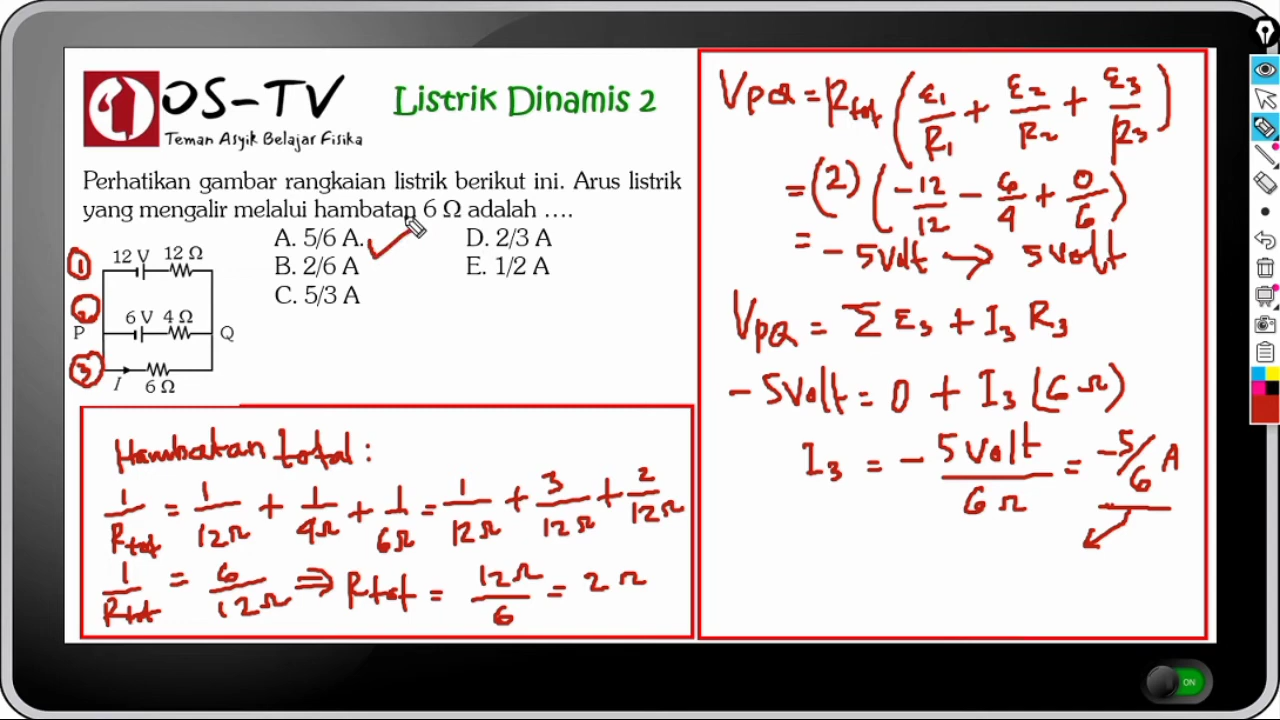 OS-TV
Teman Asyik Belajar Fisika
Listrik Dinamis 2
Perhatikan gambar rangkaian listrik berikut ini. Arus listrik
yang mengalir melalui hambatan 6 Ω adalah ….
A. 5/6 A.
B. 2/6 A
C. 5/3 A
D. 2/3 A
E. 1/2 A
1
12 V 12 Ω
2
6 V 4 Ω
P Q
3
I
6 Ω
Hambatan total :
1/Rtot = 1/12Ω + 1/4Ω + 1/6Ω = 1/12Ω + 3/12Ω + 2/12Ω
1/Rtot = 6/12Ω ⇒ Rtot = 12Ω/6 = 2 Ω
VPQ = Rtot (ε1/R1 + ε2/R2 + ε3/R3)
= (2) (-12/12 - 6/4 + 0/6)
= - 5 Volt → 5 Volt
VPQ = Σ ε3 + I3 R3
- 5 Volt = 0 + I3 (6 Ω)
I3 = - 5 Volt/6 Ω = -5/6 A
ON